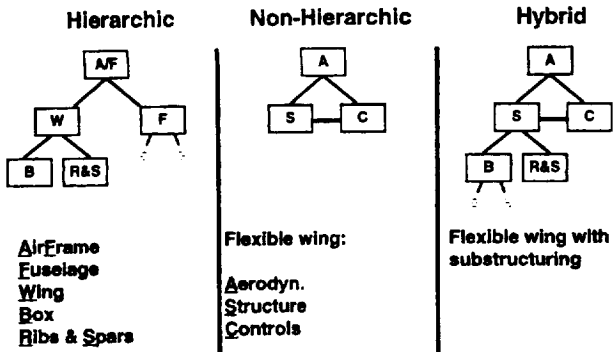 Hierarchic
A/F
W
F
B
R&S
AirFrame
Fuselage
Wing
Box
Ribs & Spars
Non-Hierarchic
A
S
C
Flexible wing:
Aerodyn.
Structure
Controls
Hybrid
A
S
C
B
R&S
Flexible wing with
substructuring